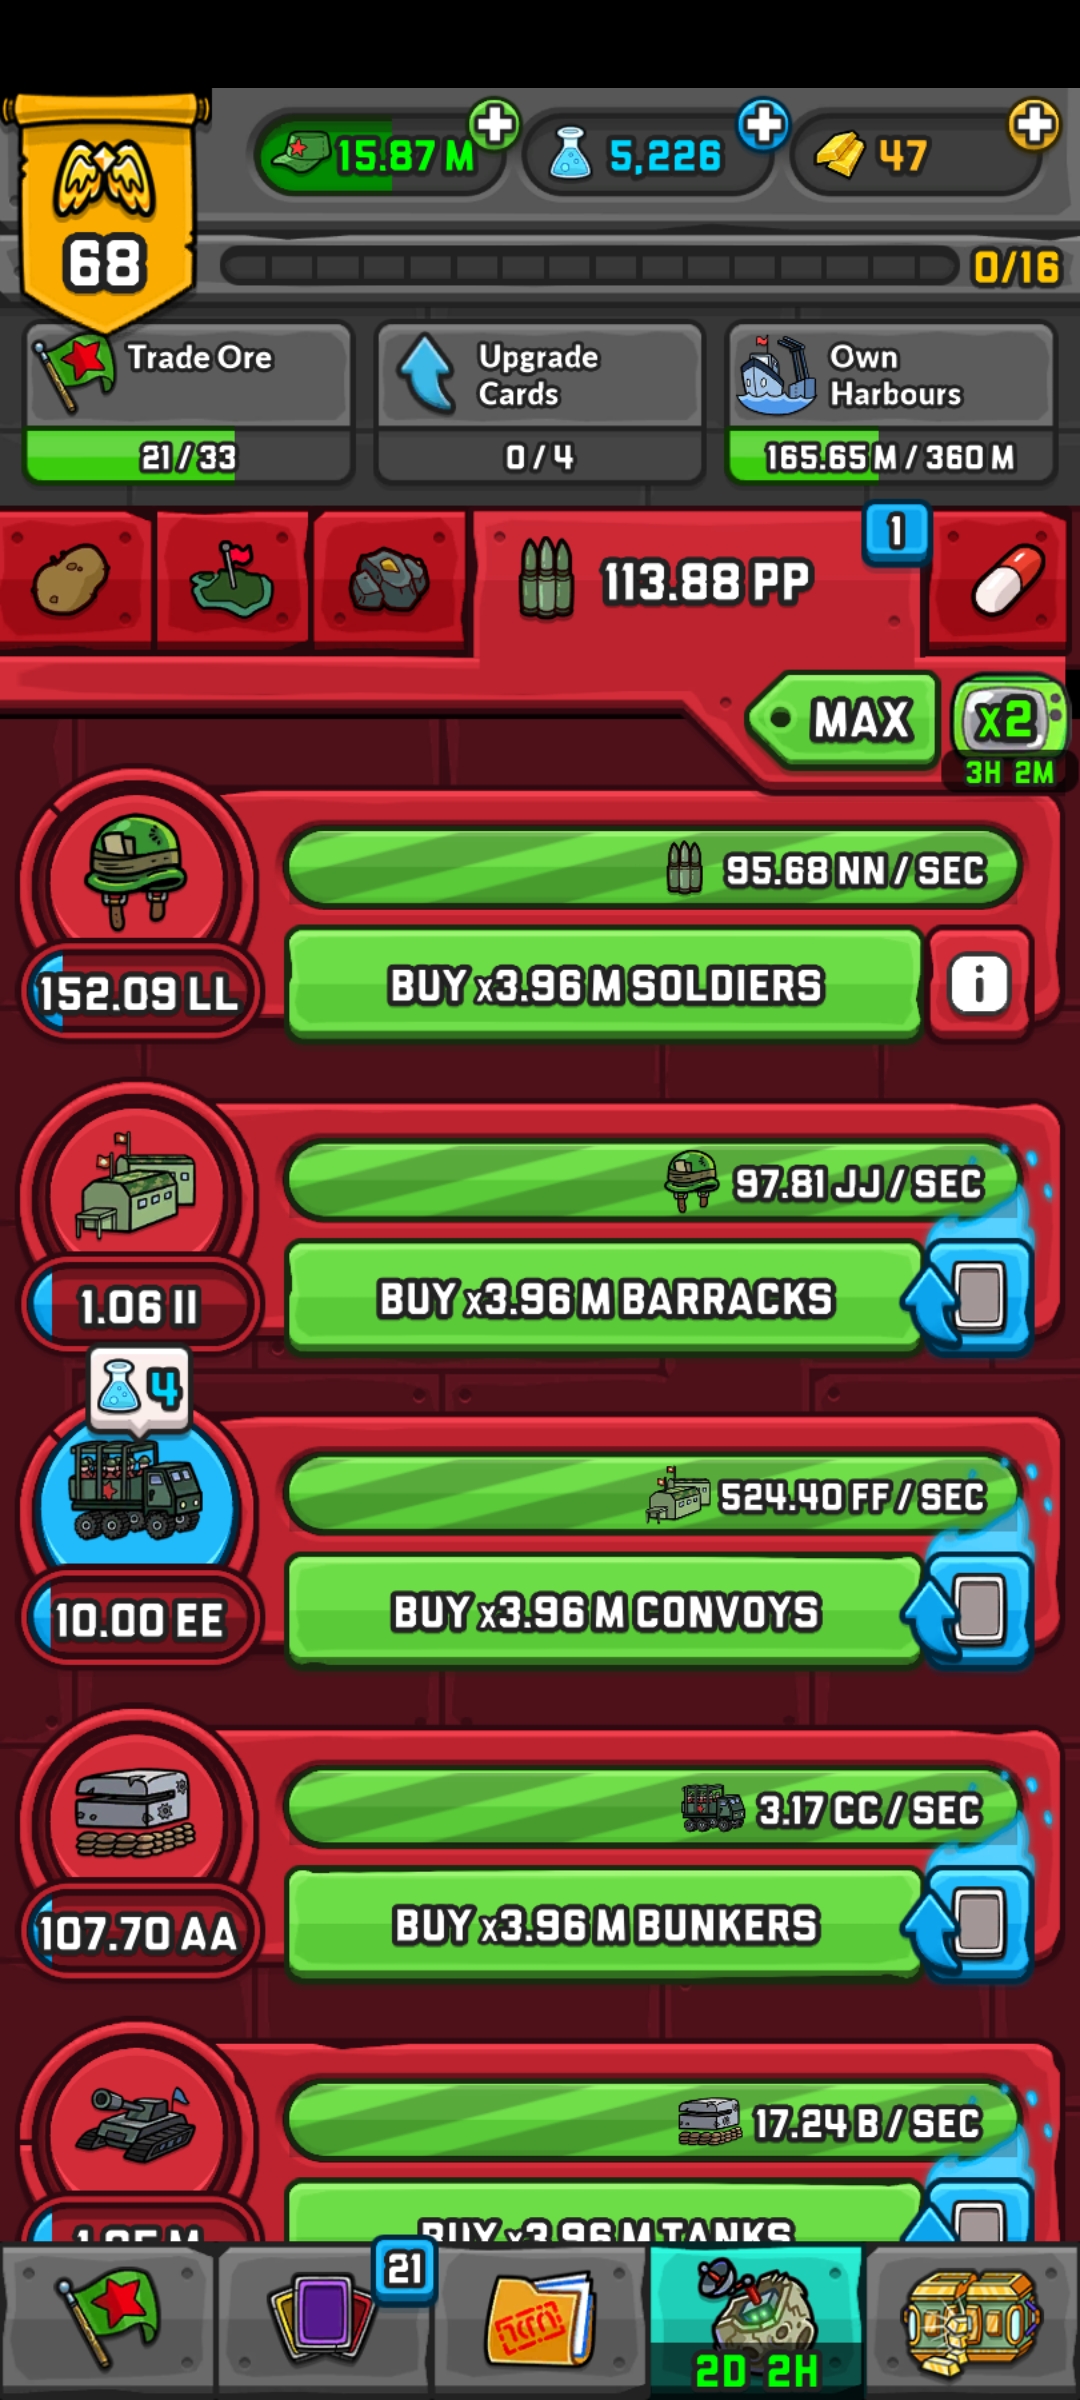 15.87 M
5,226
47
68
0/16
Trade Ore
Upgrade
Cards
Own
Harbours
21 / 33
0 / 4
165.65 M / 360 M
1
113.88 PP
MAX
x2
3H 2M
95.68 NN / SEC
152.09 LL
BUY x3.96 M SOLDIERS
i
97.81 JJ / SEC
1.06 II
BUY x3.96 M BARRACKS
4
524.40 FF / SEC
10.00 EE
BUY x3.96 M CONVOYS
3.17 CC / SEC
107.70 AA
BUY x3.96 M BUNKERS
17.24 B / SEC
BUY x3.96 M TANKS
21
2D 2H